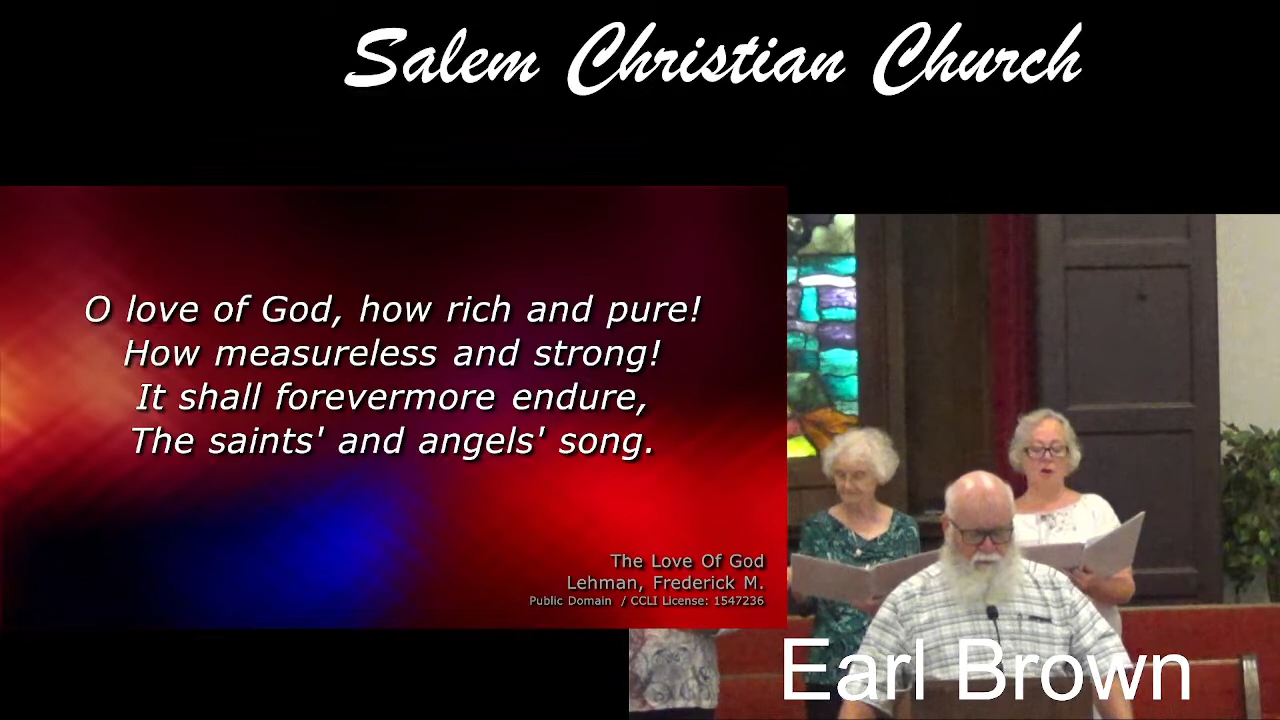 Salem Christian Church
O love of God, how rich and pure!
How measureless and strong!
It shall forevermore endure,
The saints' and angels' song.
The Love Of God
Lehman, Frederick M.
Public Domain / CCLI License: 1547236
Earl Brown